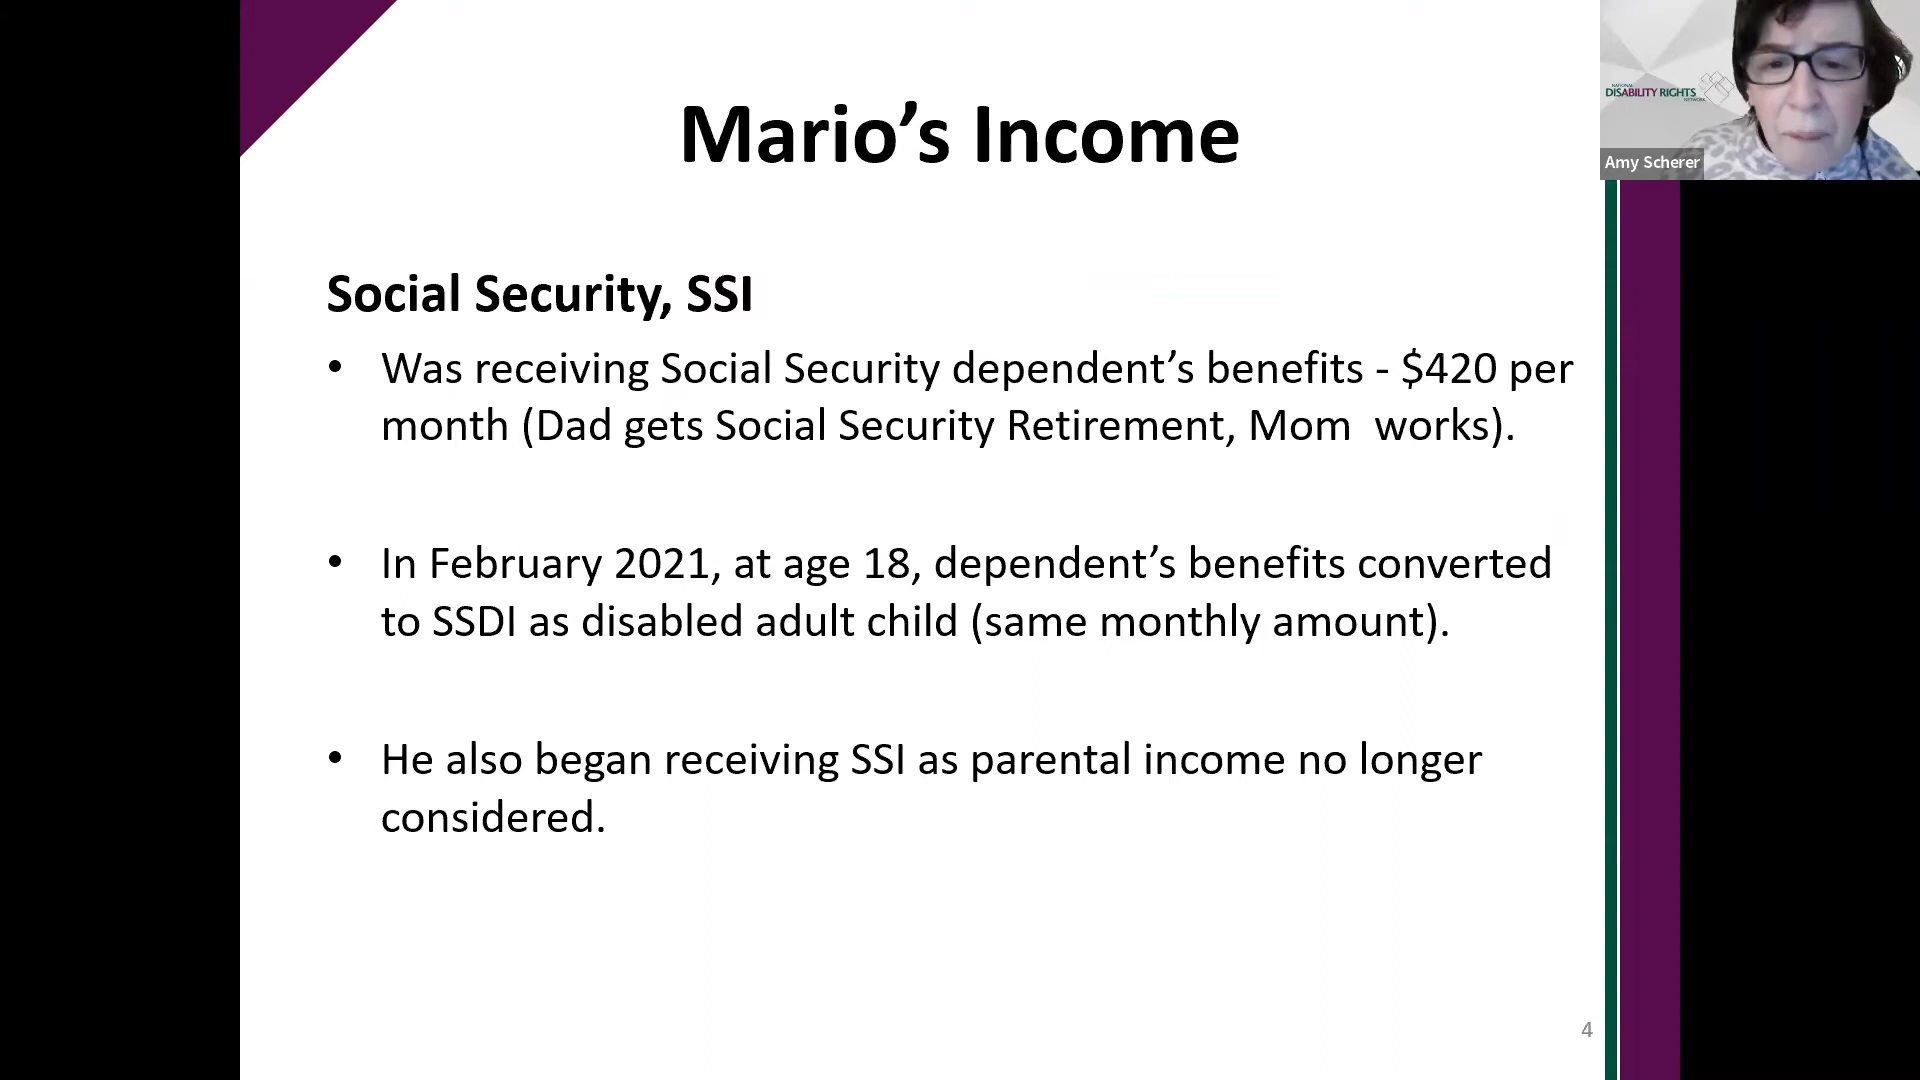 Mario’s Income
NATIONAL
DISABILITY RIGHTS
NETWORK
Amy Scherer
Social Security, SSI
• Was receiving Social Security dependent’s benefits - $420 per
month (Dad gets Social Security Retirement, Mom works).
• In February 2021, at age 18, dependent’s benefits converted
to SSDI as disabled adult child (same monthly amount).
• He also began receiving SSI as parental income no longer
considered.
4